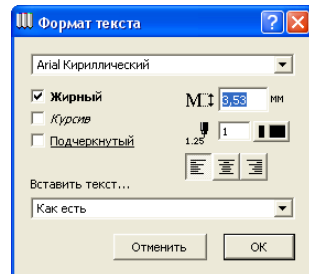 Формат текста
Arial Кириллический
Жирный
M 3,53 мм
Курсив
1.25 1
Подчеркнутый
Вставить текст...
Как есть
Отменить OK